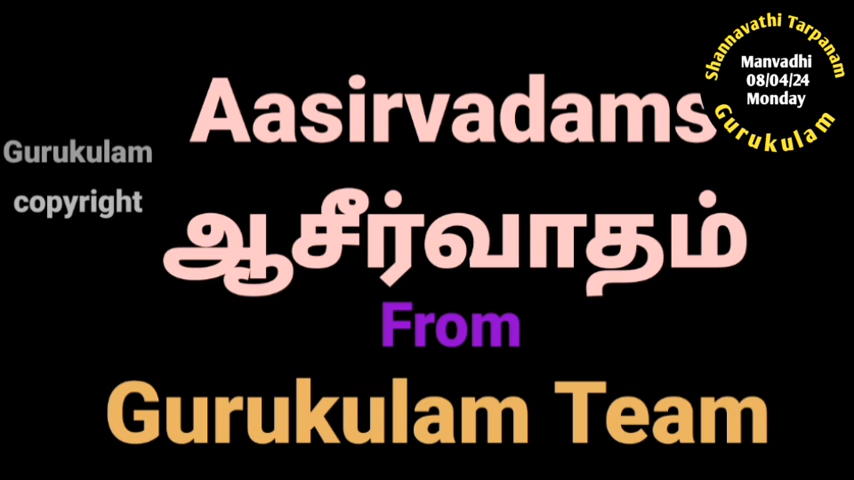 Aasirvadams
Shannavathi Tarpanam
Manvadhi
08/04/24
Monday
Gurukulam
Gurukulam
copyright
ஆசீர்வாதம்
From
Gurukulam Team